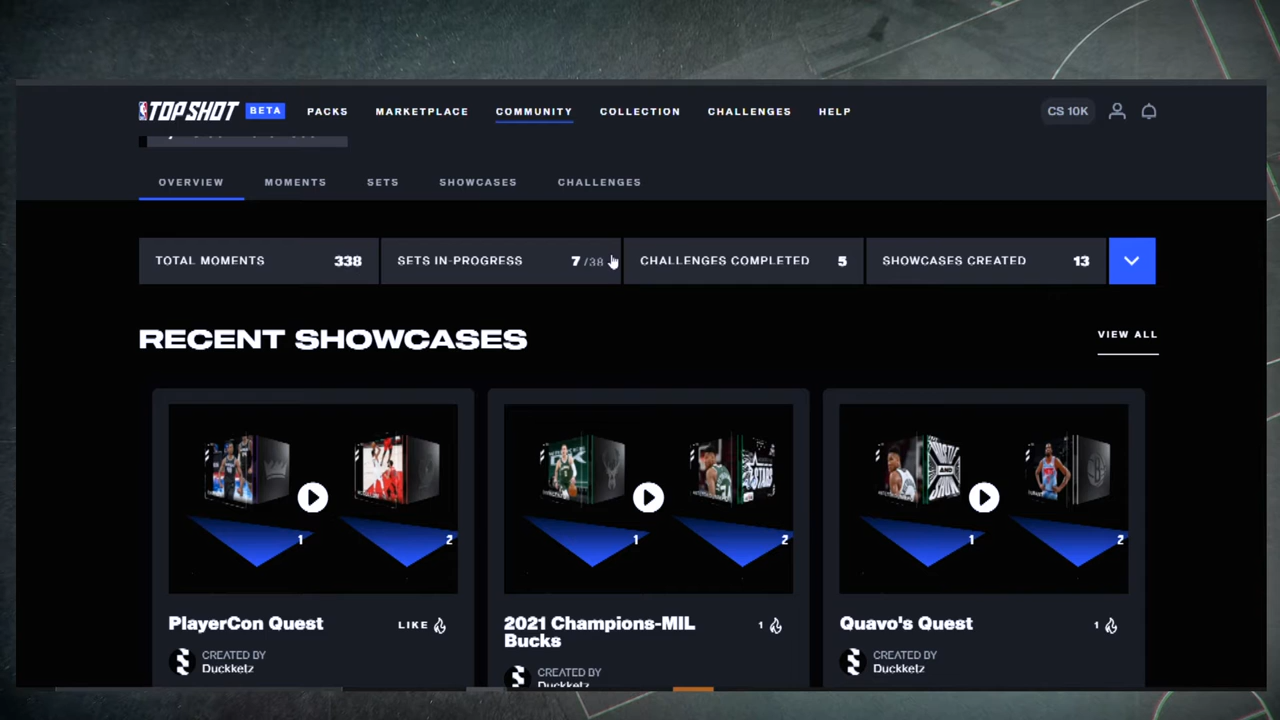 TOP SHOT BETA PACKS MARKETPLACE COMMUNITY COLLECTION CHALLENGES HELP CS 10K
OVERVIEW MOMENTS SETS SHOWCASES CHALLENGES
TOTAL MOMENTS 338 SETS IN-PROGRESS 7 /38 CHALLENGES COMPLETED 5 SHOWCASES CREATED 13
RECENT SHOWCASES VIEW ALL
1 2 1 2 1 2
PlayerCon Quest LIKE
2021 Champions-MIL
Bucks 1
Quavo's Quest 1
CREATED BY
Duckketz
CREATED BY
Duckketz
CREATED BY
Duckketz